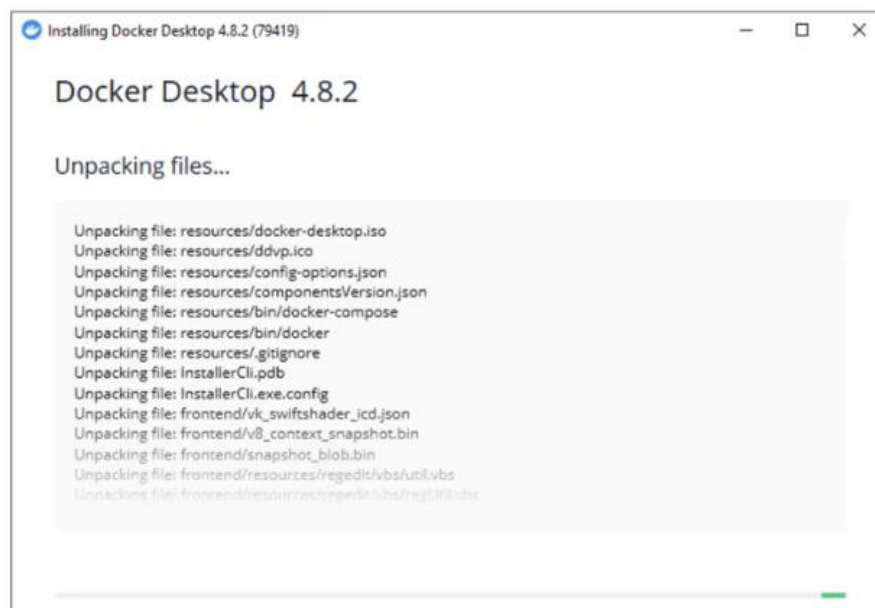 Installing Docker Desktop 4.8.2 (79419)
Docker Desktop 4.8.2
Unpacking files...
Unpacking file: resources/docker-desktop.iso
Unpacking file: resources/ddvp.ico
Unpacking file: resources/config-options.json
Unpacking file: resources/componentsVersion.json
Unpacking file: resources/bin/docker-compose
Unpacking file: resources/bin/docker
Unpacking file: resources/.gitignore
Unpacking file: InstallerCli.pdb
Unpacking file: InstallerCli.exe.config
Unpacking file: frontend/vk_swiftshader_icd.json
Unpacking file: frontend/v8_context_snapshot.bin
Unpacking file: frontend/snapshot_blob.bin
Unpacking file: frontend/resources/regedit/vbs/util.vbs
Unpacking file: